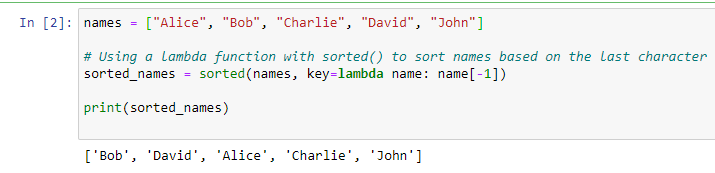 In [2]: names = ["Alice", "Bob", "Charlie", "David", "John"]
# Using a lambda function with sorted() to sort names based on the last character
sorted_names = sorted(names, key=lambda name: name[-1])
print(sorted_names)
['Bob', 'David', 'Alice', 'Charlie', 'John']